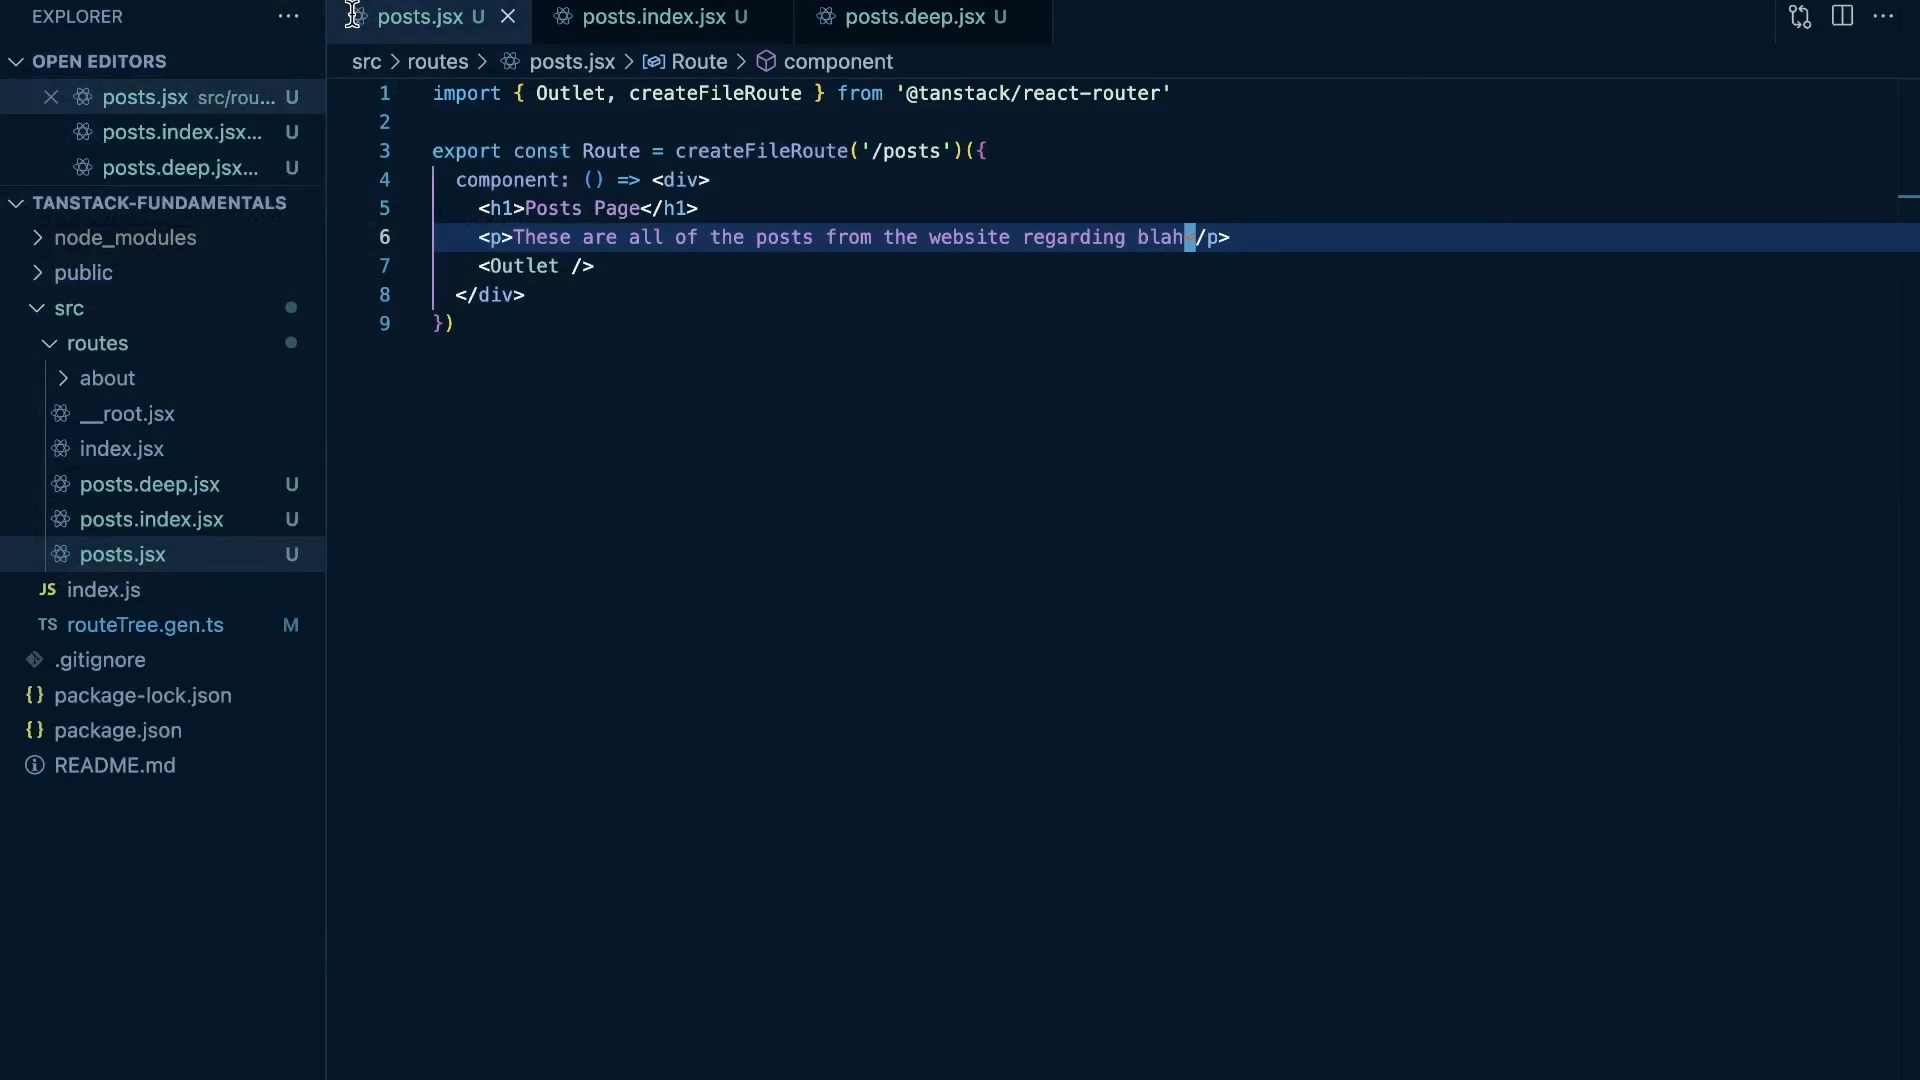 EXPLORER
OPEN EDITORS
posts.jsx src/rou... U
posts.index.jsx... U
posts.deep.jsx... U
TANSTACK-FUNDAMENTALS
node_modules
public
src
routes
about
__root.jsx
index.jsx
posts.deep.jsx U
posts.index.jsx U
posts.jsx U
JS index.js
TS routeTree.gen.ts M
.gitignore
{} package-lock.json
{} package.json
README.md
posts.jsx U posts.index.jsx U posts.deep.jsx U
src > routes > posts.jsx > Route > component
1 import { Outlet, createFileRoute } from '@tanstack/react-router'
2
3 export const Route = createFileRoute('/posts')({
4 component: () => <div>
5 <h1>Posts Page</h1>
6 <p>These are all of the posts from the website regarding blah</p>
7 <Outlet />
8 </div>
9 })